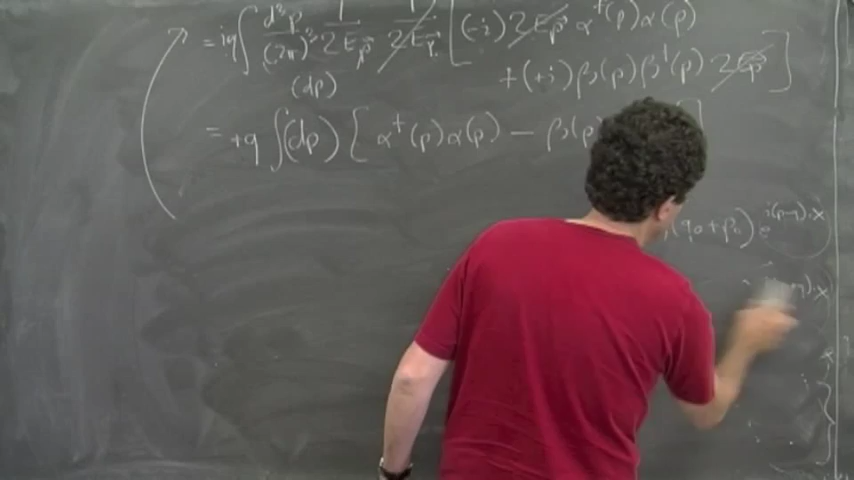 = iq ∫ d³p/(2π)³ 1/2E_p⃗ 1/2E_p⃗ [ (-i) 2E_p⃗ α†(p) α(p)
+ (+i) β(p) β†(p) 2E_p⃗ ]
(dp)
= +q ∫ (dp) [ α†(p) α(p) − β(p) ]
(q₀+p₀) e^{i(p-q)·x}
-q)·x
x